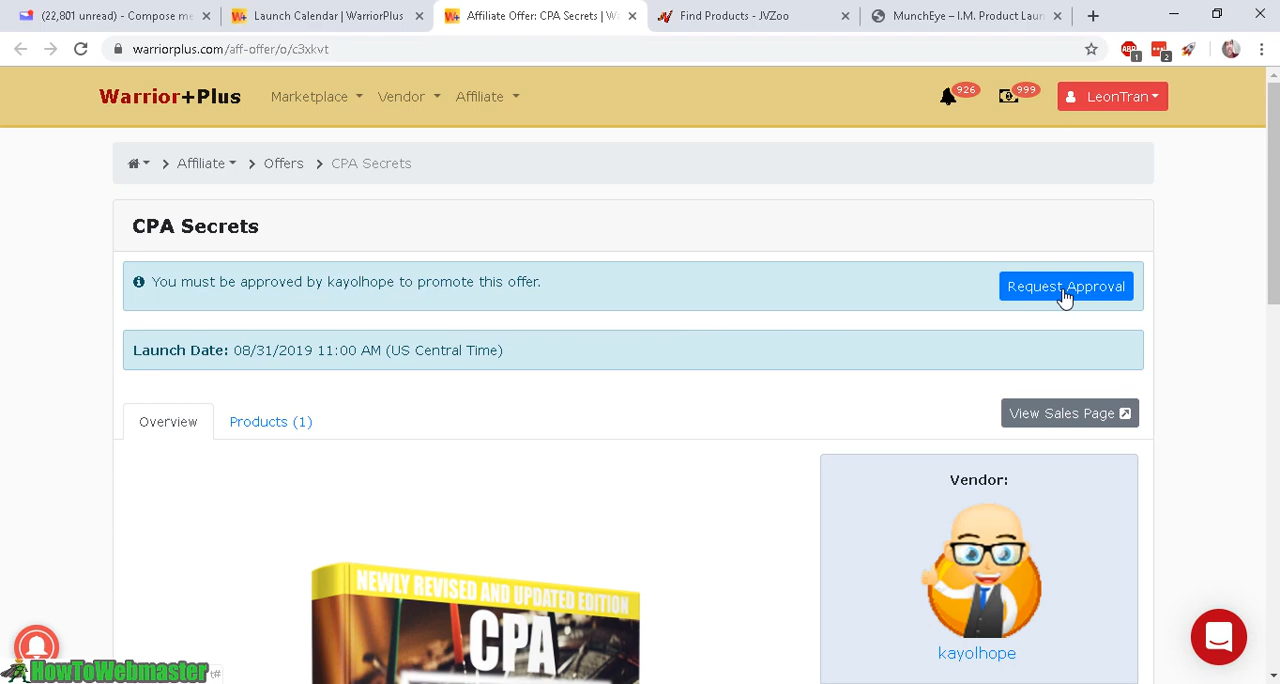 (22,801 unread) - Compose me
Launch Calendar | WarriorPlus
Affiliate Offer: CPA Secrets | W
Find Products - JVZoo
MunchEye – I.M. Product Laun
warriorplus.com/aff-offer/o/c3xkvt
ABP 1
2
Warrior+Plus
Marketplace
Vendor
Affiliate
926
999
LeonTran
Affiliate
Offers
CPA Secrets
CPA Secrets
You must be approved by kayolhope to promote this offer.
Request Approval
Launch Date: 08/31/2019 11:00 AM (US Central Time)
Overview
Products (1)
View Sales Page
Vendor:
NEWLY REVISED AND UPDATED EDITION
CPA
kayolhope
HowToWebmaster
t#